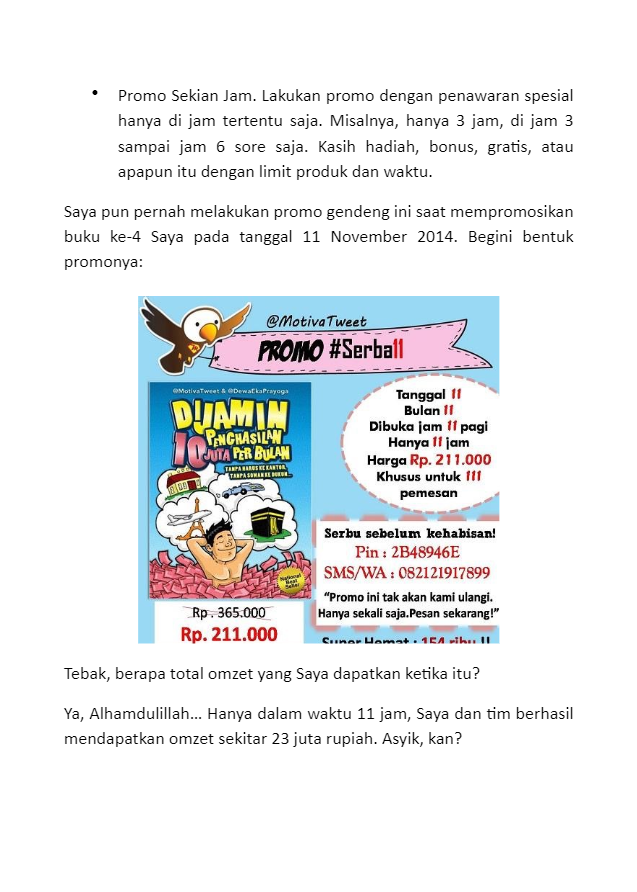 • Promo Sekian Jam. Lakukan promo dengan penawaran spesial
hanya di jam tertentu saja. Misalnya, hanya 3 jam, di jam 3
sampai jam 6 sore saja. Kasih hadiah, bonus, gratis, atau
apapun itu dengan limit produk dan waktu.
Saya pun pernah melakukan promo gendeng ini saat mempromosikan
buku ke-4 Saya pada tanggal 11 November 2014. Begini bentuk
promonya:
@MotivaTweet
PROMO #Serba11
@MotivaTweet & @DewaEkaPrayoga
DIJAMIN
PENGHASILAN
10 JUTA PER BULAN
TANPA HARUS KE KANTOR,
TANPA BOHAN KE DUKUN...
National
Best
Seller
Rp. 365.000
Rp. 211.000
Tanggal 11
Bulan 11
Dibuka jam 11 pagi
Hanya 11 jam
Harga Rp. 211.000
Khusus untuk 111
pemesan
Serbu sebelum kehabisan!
Pin : 2B48946E
SMS/WA : 082121917899
“Promo ini tak akan kami ulangi.
Hanya sekali saja.Pesan sekarang!”
Super Hemat : 154 ribu !!
Tebak, berapa total omzet yang Saya dapatkan ketika itu?
Ya, Alhamdulillah... Hanya dalam waktu 11 jam, Saya dan tim berhasil
mendapatkan omzet sekitar 23 juta rupiah. Asyik, kan?